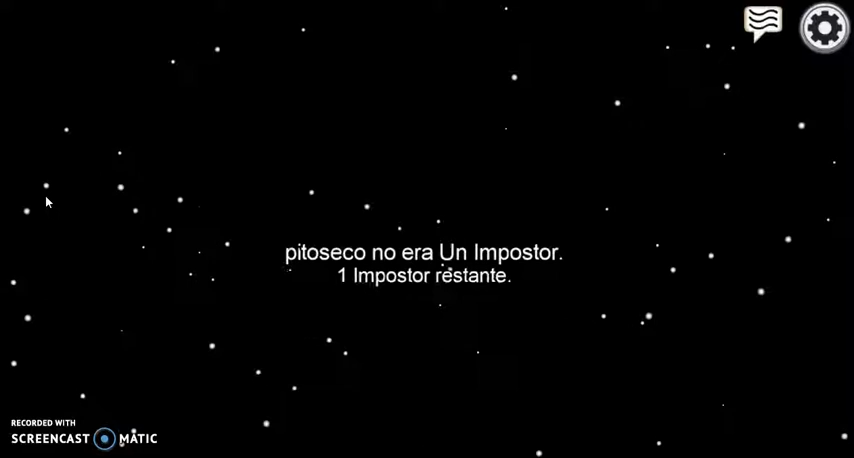 pitoseco no era Un Impostor.
1 Impostor restante.
RECORDED WITH
SCREENCAST MATIC